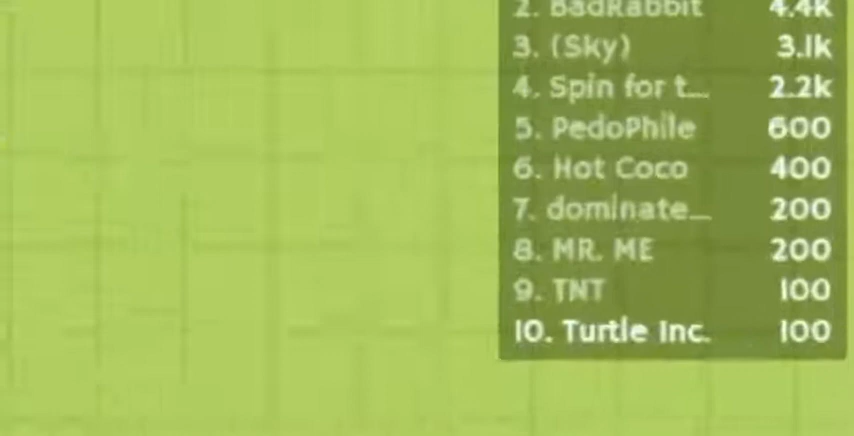 2. BadRabbit 4.4k
3. (Sky) 3.1k
4. Spin for t... 2.2k
5. PedoPhile 600
6. Hot Coco 400
7. dominate... 200
8. MR. ME 200
9. TNT 100
10. Turtle Inc. 100